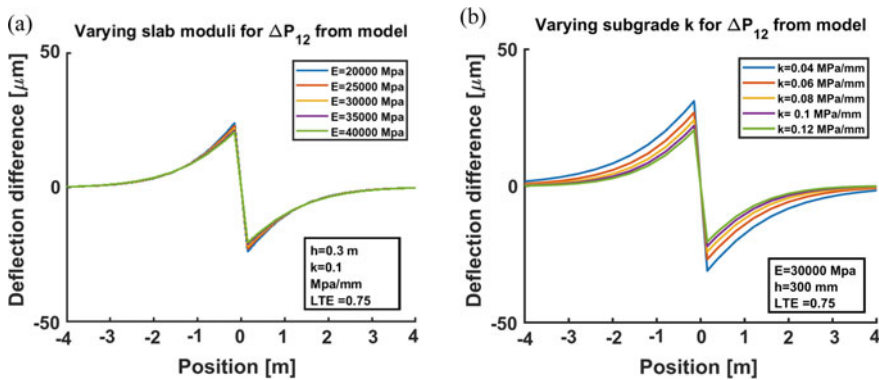 (a)
Varying slab moduli for ΔP12 from model
Deflection difference [μm]
50
0
-50
E=20000 Mpa
E=25000 Mpa
E=30000 Mpa
E=35000 Mpa
E=40000 Mpa
h=0.3 m
k=0.1
Mpa/mm
LTE =0.75
-4 -3 -2 -1 0 1 2 3 4
Position [m]
(b)
Varying subgrade k for ΔP12 from model
Deflection difference [μm]
50
0
-50
k=0.04 MPa/mm
k=0.06 MPa/mm
k=0.08 MPa/mm
k= 0.1 MPa/mm
k=0.12 MPa/mm
E=30000 Mpa
h=300 mm
LTE =0.75
-4 -3 -2 -1 0 1 2 3 4
Position [m]